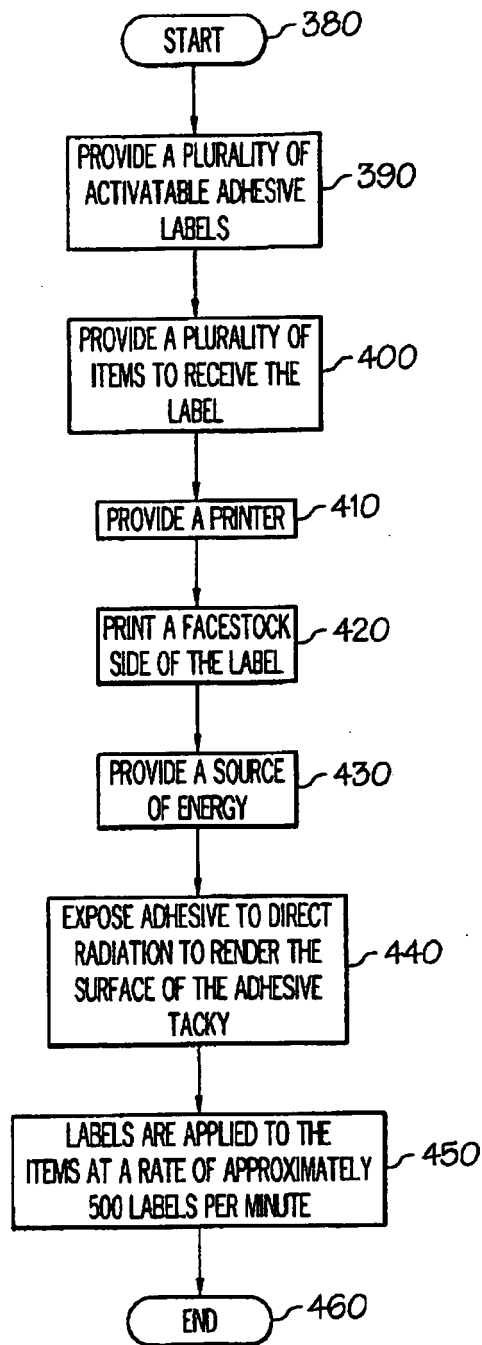 START
380
PROVIDE A PLURALITY OF
ACTIVATABLE ADHESIVE
LABELS
390
PROVIDE A PLURALITY OF
ITEMS TO RECEIVE THE
LABEL
400
PROVIDE A PRINTER
410
PRINT A FACESTOCK
SIDE OF THE LABEL
420
PROVIDE A SOURCE
OF ENERGY
430
EXPOSE ADHESIVE TO DIRECT
RADIATION TO RENDER THE
SURFACE OF THE ADHESIVE
TACKY
440
LABELS ARE APPLIED TO THE
ITEMS AT A RATE OF APPROXIMATELY
500 LABELS PER MINUTE
450
END
460